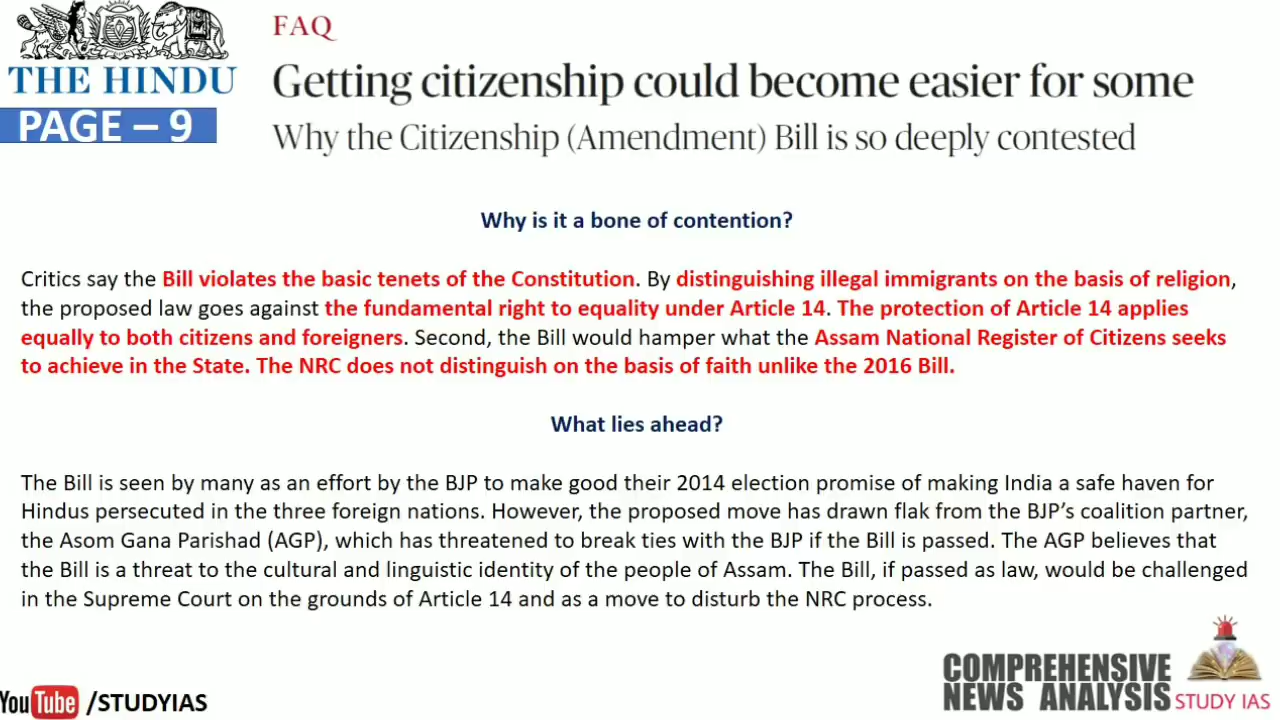 FAQ
THE HINDU
PAGE – 9
Getting citizenship could become easier for some
Why the Citizenship (Amendment) Bill is so deeply contested
Why is it a bone of contention?
Critics say the Bill violates the basic tenets of the Constitution. By distinguishing illegal immigrants on the basis of religion,
the proposed law goes against the fundamental right to equality under Article 14. The protection of Article 14 applies
equally to both citizens and foreigners. Second, the Bill would hamper what the Assam National Register of Citizens seeks
to achieve in the State. The NRC does not distinguish on the basis of faith unlike the 2016 Bill.
What lies ahead?
The Bill is seen by many as an effort by the BJP to make good their 2014 election promise of making India a safe haven for
Hindus persecuted in the three foreign nations. However, the proposed move has drawn flak from the BJP’s coalition partner,
the Asom Gana Parishad (AGP), which has threatened to break ties with the BJP if the Bill is passed. The AGP believes that
the Bill is a threat to the cultural and linguistic identity of the people of Assam. The Bill, if passed as law, would be challenged
in the Supreme Court on the grounds of Article 14 and as a move to disturb the NRC process.
YouTube /STUDYIAS
COMPREHENSIVE
NEWS ANALYSIS
STUDY IAS